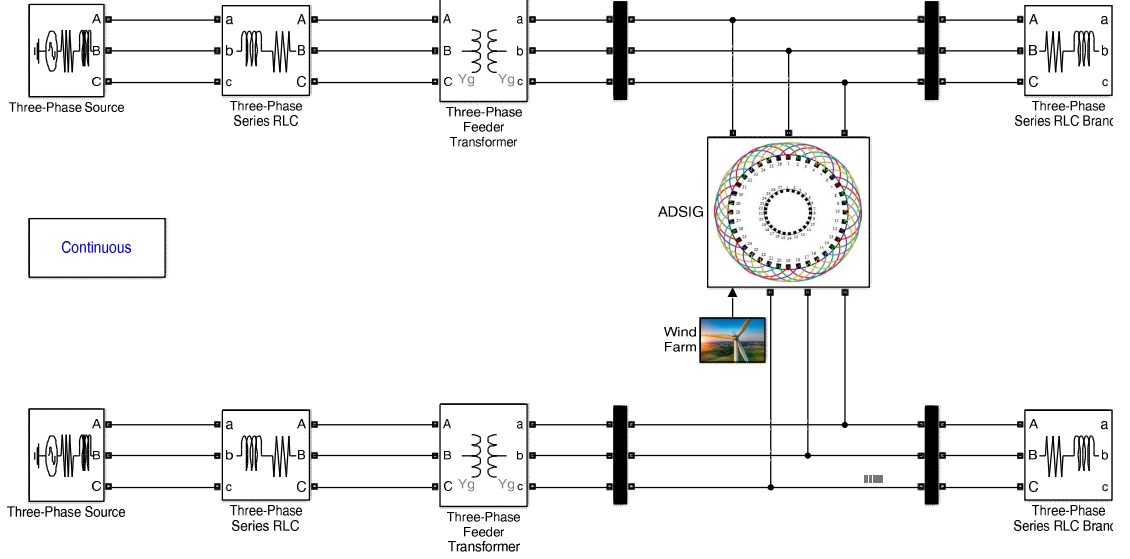 A a A A a A a
B b B B b B b
C c C C Yg Yg c C c
Three-Phase Source
Three-Phase
Series RLC
Three-Phase
Feeder
Transformer
Three-Phase
Series RLC Branc
ADSIG
Continuous
Wind
Farm
A a A A a A a
B b B B b B b
C c C C Yg Yg c C c
Three-Phase Source
Three-Phase
Series RLC
Three-Phase
Feeder
Transformer
Three-Phase
Series RLC Branc